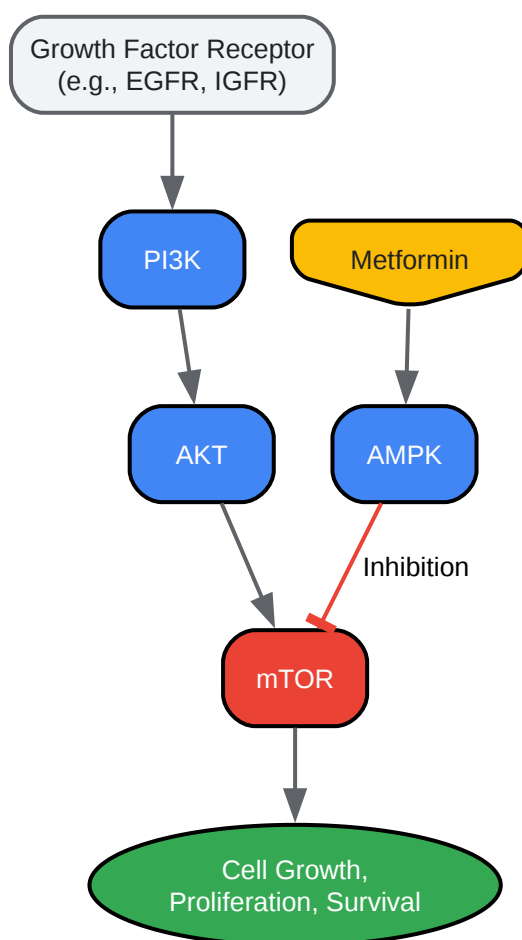 Growth Factor Receptor
(e.g., EGFR, IGFR)
PI3K
Metformin
AKT
AMPK
Inhibition
mTOR
Cell Growth,
Proliferation, Survival